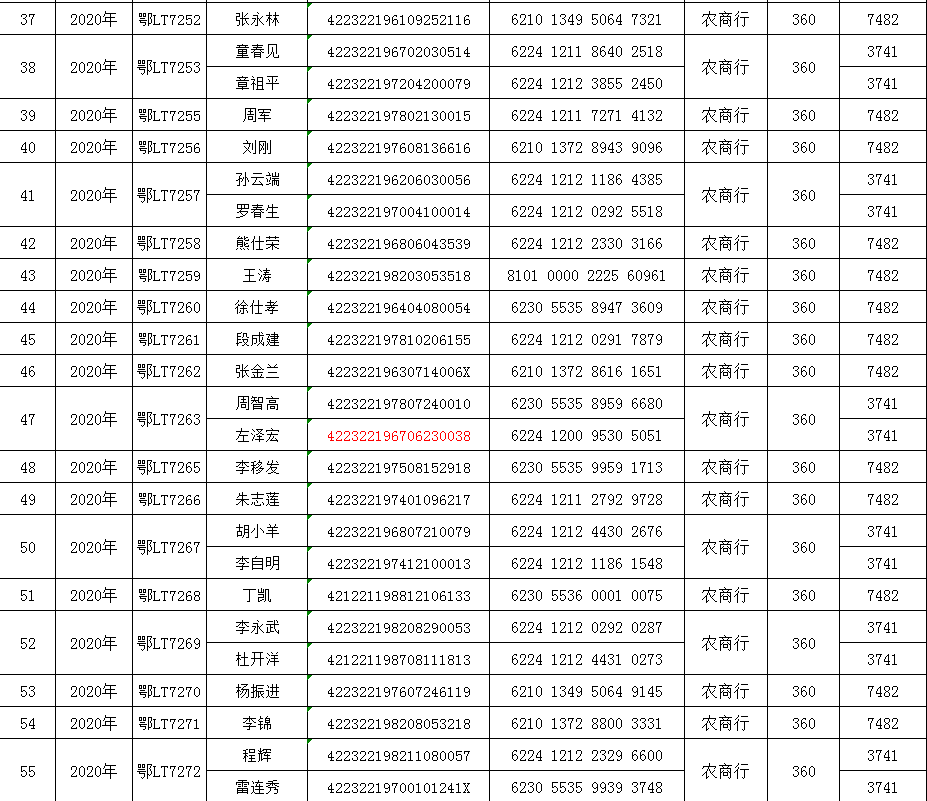 37 2020年 鄂LT7252 张永林 422322196109252116 6210 1349 5064 7321 农商行 360 7482
38 2020年 鄂LT7253 童春见 422322196702030514 6224 1211 8640 2518 农商行 360 3741
章祖平 422322197204200079 6224 1212 3855 2450 3741
39 2020年 鄂LT7255 周军 422322197802130015 6224 1211 7271 4132 农商行 360 7482
40 2020年 鄂LT7256 刘刚 422322197608136616 6210 1372 8943 9096 农商行 360 7482
41 2020年 鄂LT7257 孙云端 422322196206030056 6224 1212 1186 4385 农商行 360 3741
罗春生 422322197004100014 6224 1212 0292 5518 3741
42 2020年 鄂LT7258 熊仕荣 422322196806043539 6224 1212 2330 3166 农商行 360 7482
43 2020年 鄂LT7259 王涛 422322198203053518 8101 0000 2225 60961 农商行 360 7482
44 2020年 鄂LT7260 徐仕孝 422322196404080054 6230 5535 8947 3609 农商行 360 7482
45 2020年 鄂LT7261 段成建 422322197810206155 6224 1212 0291 7879 农商行 360 7482
46 2020年 鄂LT7262 张金兰 42232219630714006X 6210 1372 8616 1651 农商行 360 7482
47 2020年 鄂LT7263 周智高 422322197807240010 6230 5535 8959 6680 农商行 360 3741
左泽宏 422322196706230038 6224 1200 9530 5051 3741
48 2020年 鄂LT7265 李移发 422322197508152918 6230 5535 9959 1713 农商行 360 7482
49 2020年 鄂LT7266 朱志莲 422322197401096217 6224 1211 2792 9728 农商行 360 7482
50 2020年 鄂LT7267 胡小羊 422322196807210079 6224 1212 4430 2676 农商行 360 3741
李自明 422322197412100013 6224 1212 1186 1548 3741
51 2020年 鄂LT7268 丁凯 421221198812106133 6230 5536 0001 0075 农商行 360 7482
52 2020年 鄂LT7269 李永武 422322198208290053 6224 1212 0292 0287 农商行 360 3741
杜开洋 421221198708111813 6224 1212 4431 0273 3741
53 2020年 鄂LT7270 杨振进 422322197607246119 6210 1349 5064 9145 农商行 360 7482
54 2020年 鄂LT7271 李锦 422322198208053218 6210 1372 8800 3331 农商行 360 7482
55 2020年 鄂LT7272 程辉 422322198211080057 6224 1212 2329 6600 农商行 360 3741
雷连秀 42232219700101241X 6230 5535 9939 3748 3741